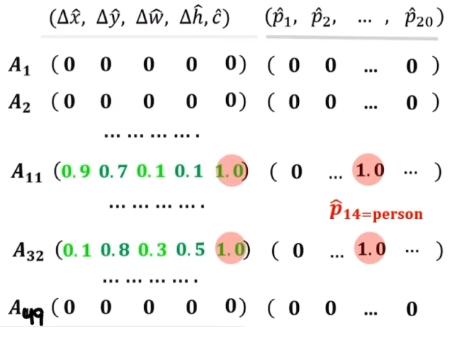 (Δx̂, Δŷ, Δŵ, Δĥ, ĉ) (p̂₁, p̂₂, ... , p̂₂₀)
A₁ (0 0 0 0 0) ( 0 0 ... 0 )
A₂ (0 0 0 0 0) ( 0 0 ... 0 )
... ... ... .
A₁₁ (0.9 0.7 0.1 0.1 1.0) ( 0 ... 1.0 ... )
... ... ... .
p̂₁₄₌person
A₃₂ (0.1 0.8 0.3 0.5 1.0) ( 0 ... 1.0 ... )
... ... ... .
A₄₉ (0 0 0 0 0) ( 0 0 ... 0